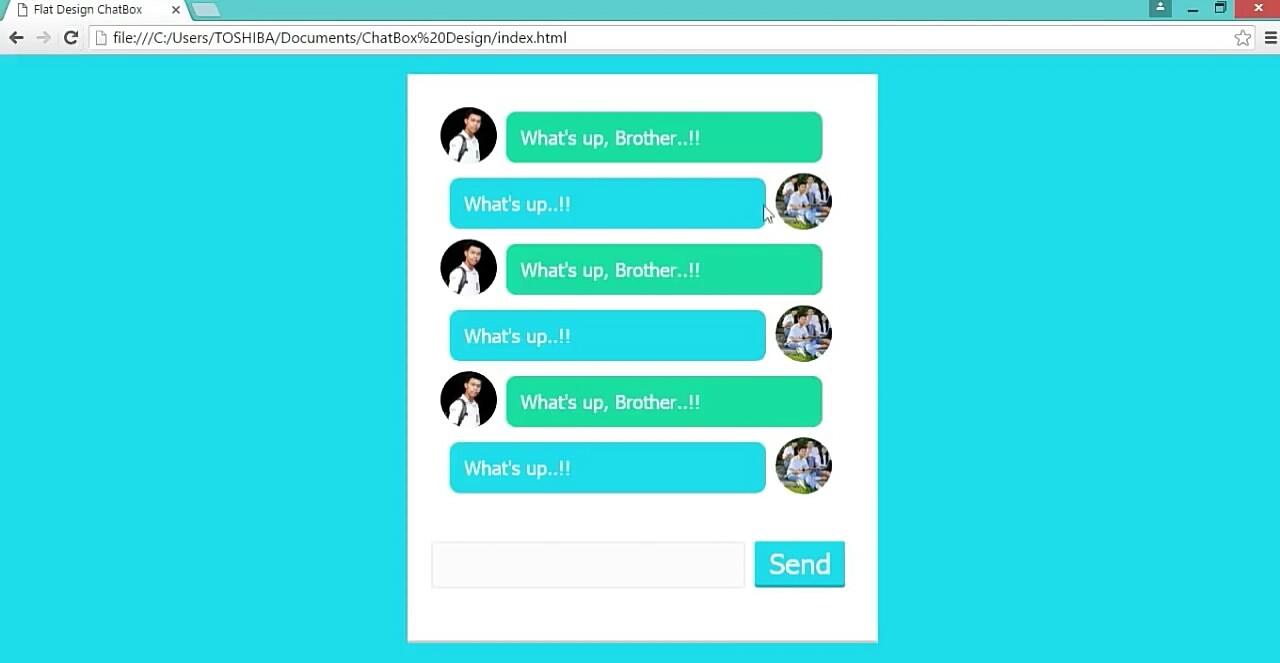 Flat Design ChatBox
file:///C:/Users/TOSHIBA/Documents/ChatBox%20Design/index.html
What's up, Brother..!!
What's up..!!
What's up, Brother..!!
What's up..!!
What's up, Brother..!!
What's up..!!
Send